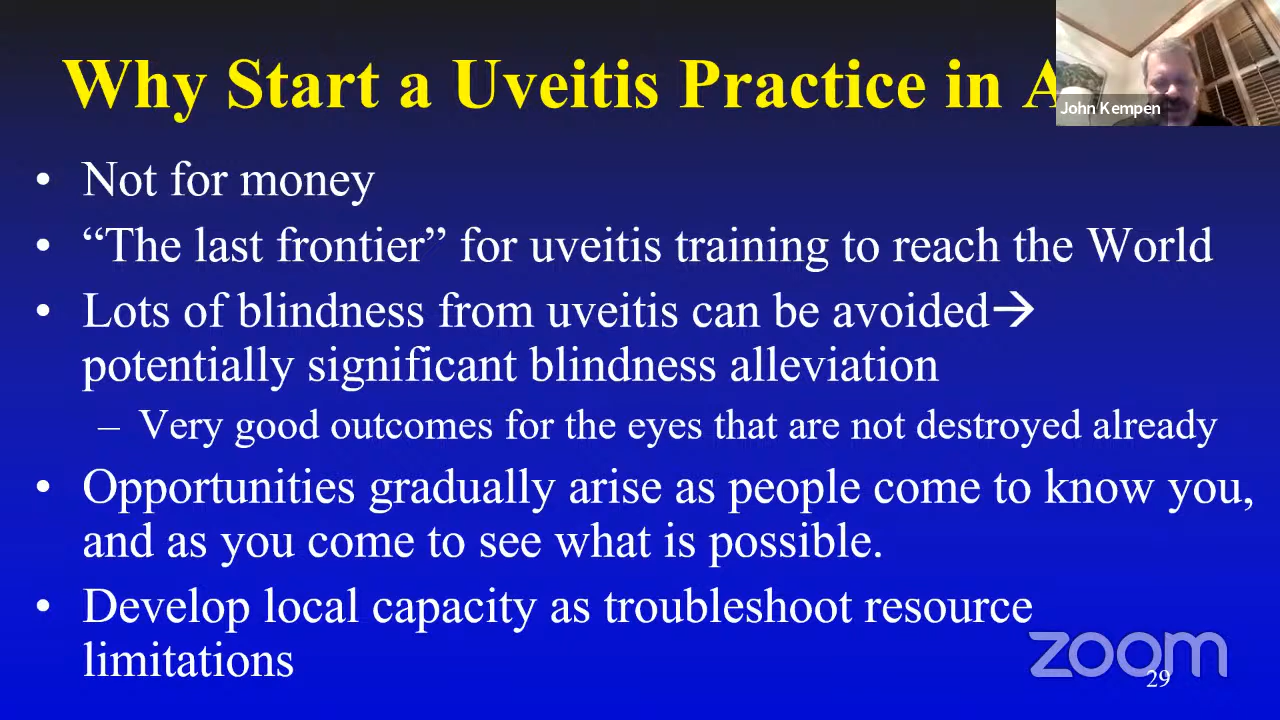 Why Start a Uveitis Practice in A
John Kempen
• Not for money
• “The last frontier” for uveitis training to reach the World
• Lots of blindness from uveitis can be avoided→
potentially significant blindness alleviation
– Very good outcomes for the eyes that are not destroyed already
• Opportunities gradually arise as people come to know you,
and as you come to see what is possible.
• Develop local capacity as troubleshoot resource
limitations
zoom
29